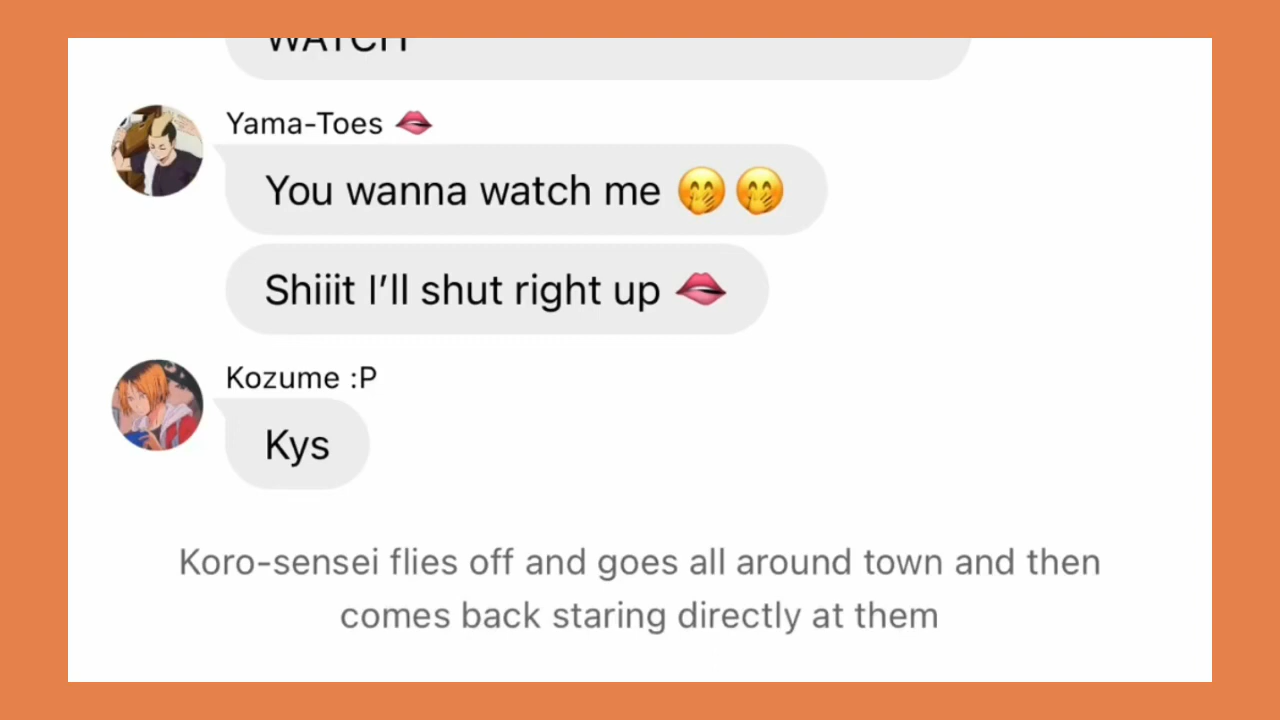 WATCH
Yama-Toes 🫦
You wanna watch me 🤭🤭
Shiiit I’ll shut right up 🫦
Kozume :P
Kys
Koro-sensei flies off and goes all around town and then
comes back staring directly at them